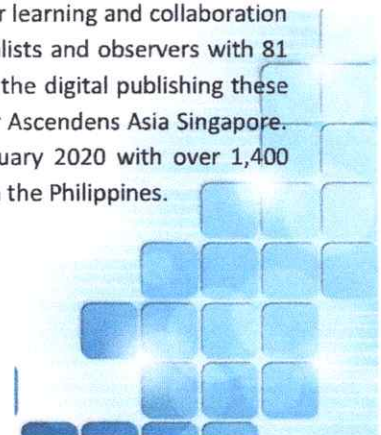 r learning and collaboration
lists and observers with 81
the digital publishing these
Ascendens Asia Singapore.
uary 2020 with over 1,400
the Philippines.